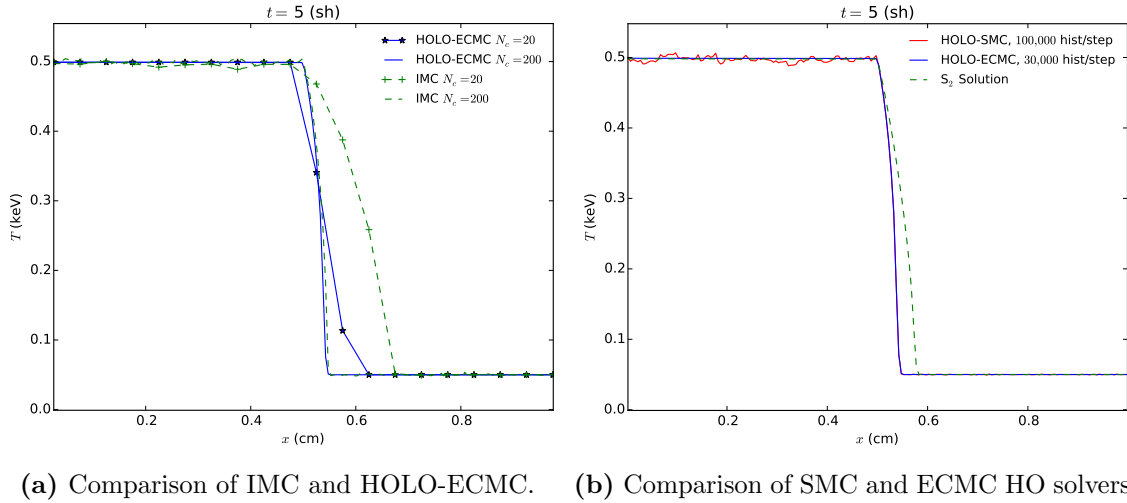 t = 5 (sh)
HOLO-ECMC N_c = 20
HOLO-ECMC N_c = 200
IMC N_c = 20
IMC N_c = 200
T (keV)
0.5
0.4
0.3
0.2
0.1
0.0
0.2 0.4 0.6 0.8
x (cm)
(a) Comparison of IMC and HOLO-ECMC.
t = 5 (sh)
HOLO-SMC, 100,000 hist/step
HOLO-ECMC, 30,000 hist/step
S₂ Solution
T (keV)
0.5
0.4
0.3
0.2
0.1
0.0
0.2 0.4 0.6 0.8
x (cm)
(b) Comparison of SMC and ECMC HO solvers